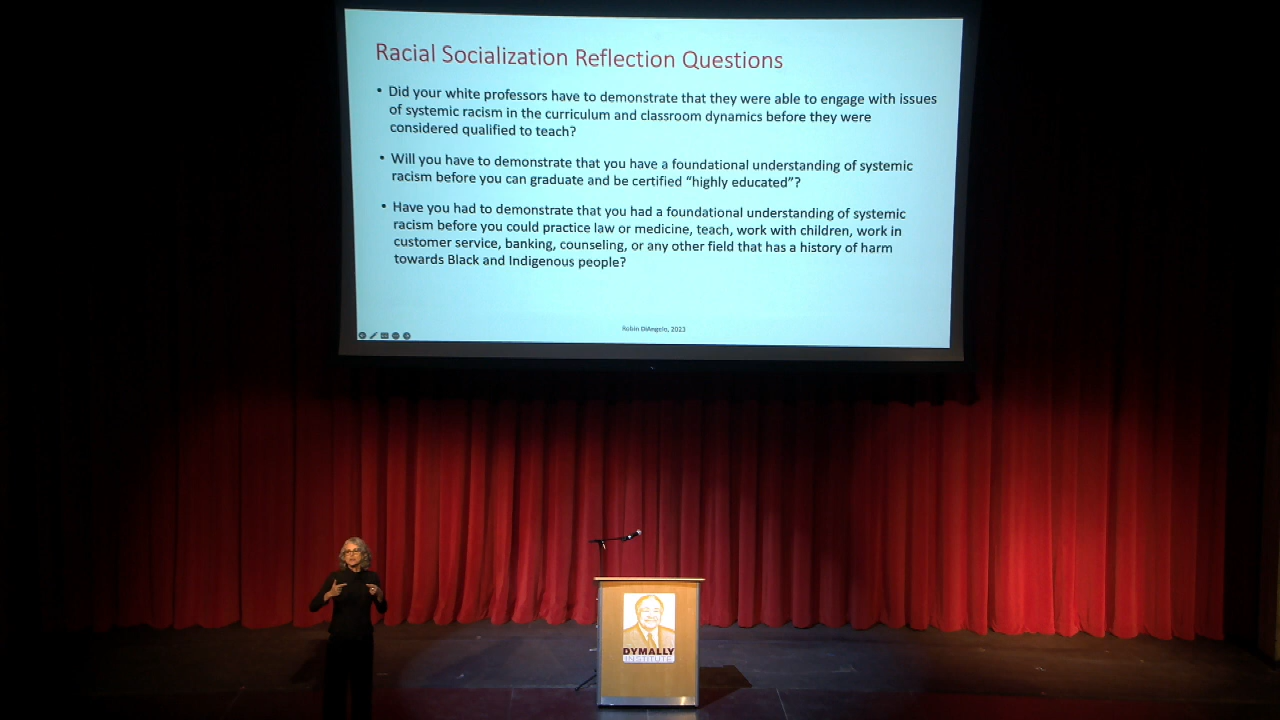 Racial Socialization Reflection Questions
• Did your white professors have to demonstrate that they were able to engage with issues
of systemic racism in the curriculum and classroom dynamics before they were
considered qualified to teach?
• Will you have to demonstrate that you have a foundational understanding of systemic
racism before you can graduate and be certified “highly educated”?
• Have you had to demonstrate that you had a foundational understanding of systemic
racism before you could practice law or medicine, teach, work with children, work in
customer service, banking, counseling, or any other field that has a history of harm
towards Black and Indigenous people?
Robin DiAngelo, 2023
DYMALLY
INSTITUTE